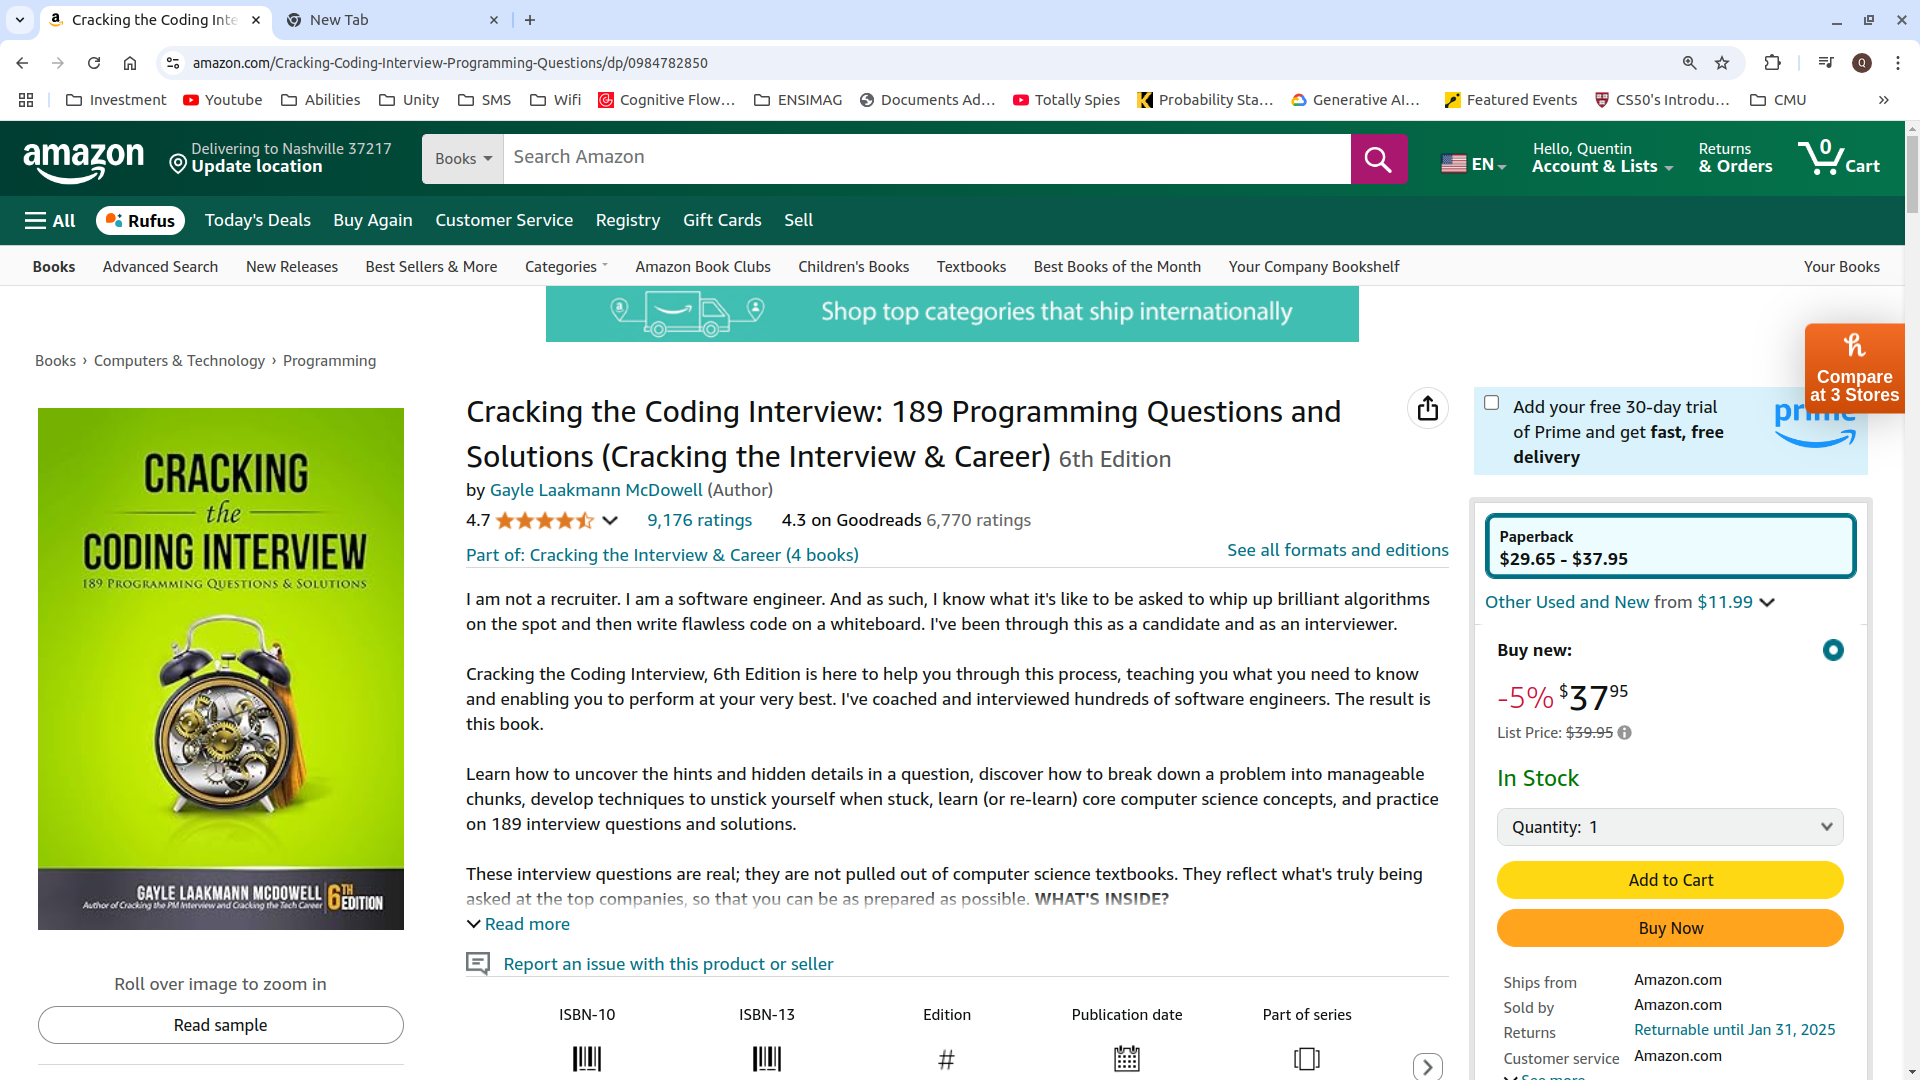 Cracking the Coding Inte
New Tab
amazon.com/Cracking-Coding-Interview-Programming-Questions/dp/0984782850
Q
Investment
Youtube
Abilities
Unity
SMS
Wifi
Cognitive Flow...
ENSIMAG
Documents Ad...
Totally Spies
Probability Sta...
Generative AI...
Featured Events
CS50's Introdu...
CMU
amazon
Delivering to Nashville 37217
Update location
Books
Search Amazon
EN
Hello, Quentin
Account & Lists
Returns
& Orders
0
Cart
All
Rufus
Today's Deals
Buy Again
Customer Service
Registry
Gift Cards
Sell
Books
Advanced Search
New Releases
Best Sellers & More
Categories
Amazon Book Clubs
Children's Books
Textbooks
Best Books of the Month
Your Company Bookshelf
Your Books
Shop top categories that ship internationally
Compare
at 3 Stores
Books › Computers & Technology › Programming
CRACKING
the
CODING INTERVIEW
189 PROGRAMMING QUESTIONS & SOLUTIONS
GAYLE LAAKMANN MCDOWELL
Author of Cracking the PM Interview and Cracking the Tech Career
6TH EDITION
Roll over image to zoom in
Read sample
Cracking the Coding Interview: 189 Programming Questions and
Solutions (Cracking the Interview & Career) 6th Edition
by Gayle Laakmann McDowell (Author)
4.7
9,176 ratings
4.3 on Goodreads 6,770 ratings
Part of: Cracking the Interview & Career (4 books)
See all formats and editions
I am not a recruiter. I am a software engineer. And as such, I know what it's like to be asked to whip up brilliant algorithms
on the spot and then write flawless code on a whiteboard. I've been through this as a candidate and as an interviewer.
Cracking the Coding Interview, 6th Edition is here to help you through this process, teaching you what you need to know
and enabling you to perform at your very best. I've coached and interviewed hundreds of software engineers. The result is
this book.
Learn how to uncover the hints and hidden details in a question, discover how to break down a problem into manageable
chunks, develop techniques to unstick yourself when stuck, learn (or re-learn) core computer science concepts, and practice
on 189 interview questions and solutions.
These interview questions are real; they are not pulled out of computer science textbooks. They reflect what's truly being
asked at the top companies, so that you can be as prepared as possible. WHAT'S INSIDE?
Read more
Report an issue with this product or seller
ISBN-10
ISBN-13
Edition
Publication date
Part of series
#
Add your free 30-day trial
of Prime and get fast, free
delivery
prime
Paperback
$29.65 - $37.95
Other Used and New from $11.99
Buy new:
-5% $37 95
List Price: $39.95
In Stock
Quantity: 1
Add to Cart
Buy Now
Ships from
Amazon.com
Sold by
Amazon.com
Returns
Returnable until Jan 31, 2025
Customer service
Amazon.com
See more